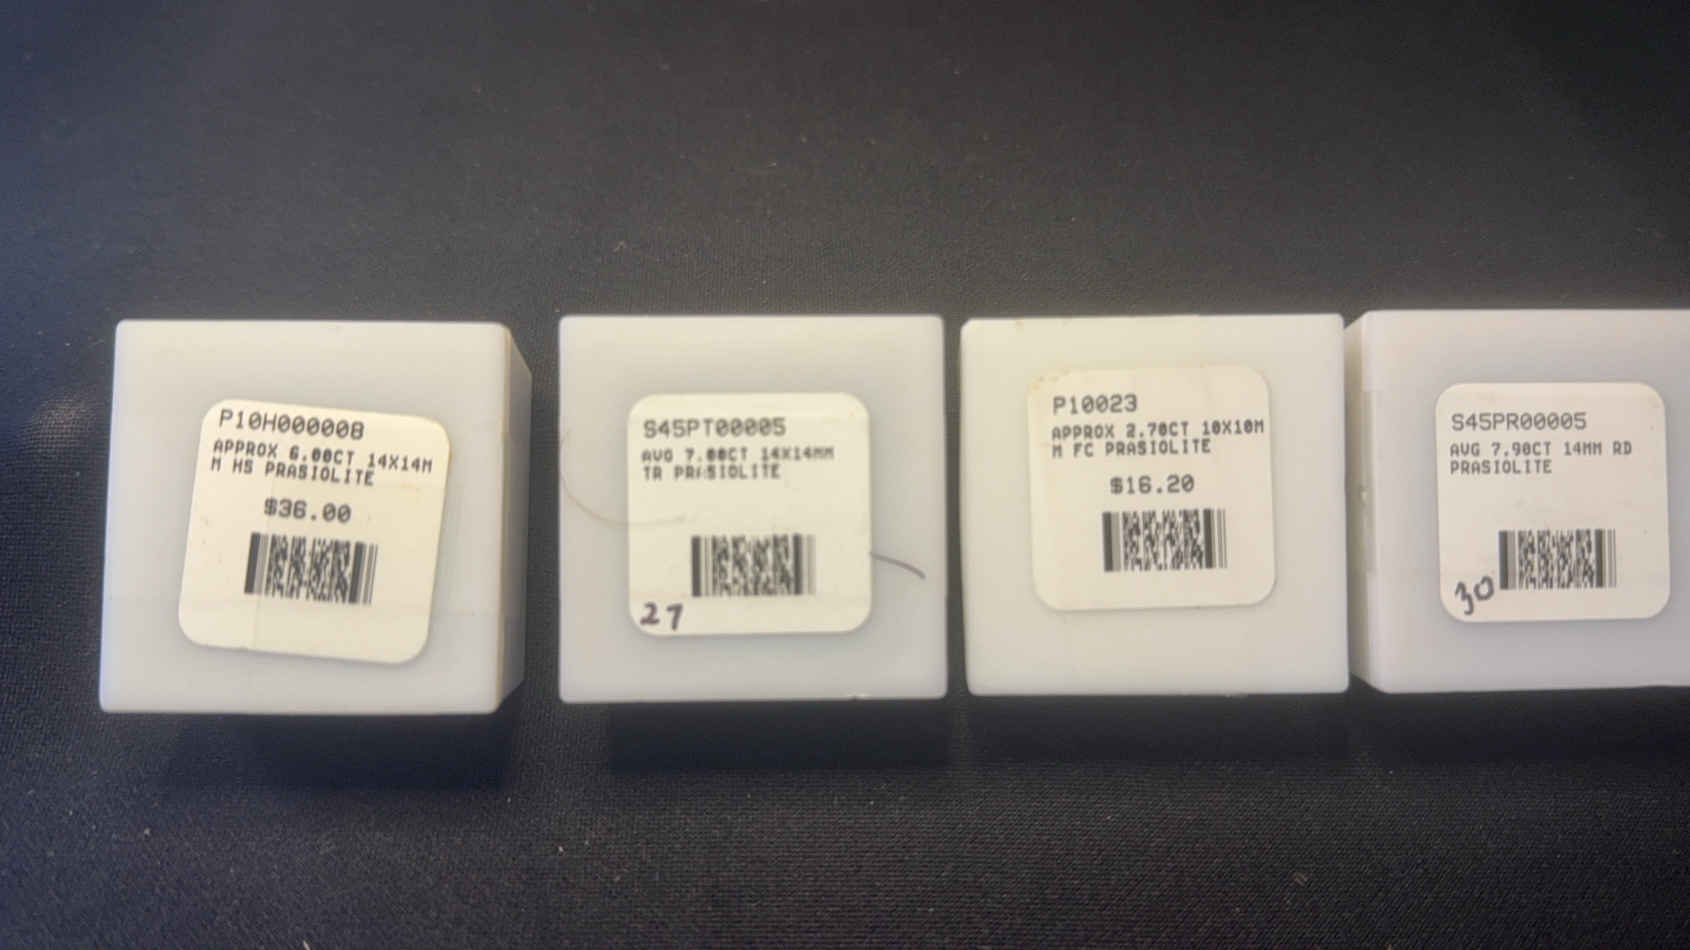 P10H000008
APPROX 6.00CT 14X14M
M HS PRASIOLITE
$36.00
S45PT00005
AVG 7.00CT 14X14MM
TR PRASIOLITE
27
P10023
APPROX 2.70CT 10X10M
M FC PRASIOLITE
$16.20
S45PR00005
AVG 7.90CT 14MM RD
PRASIOLITE
30